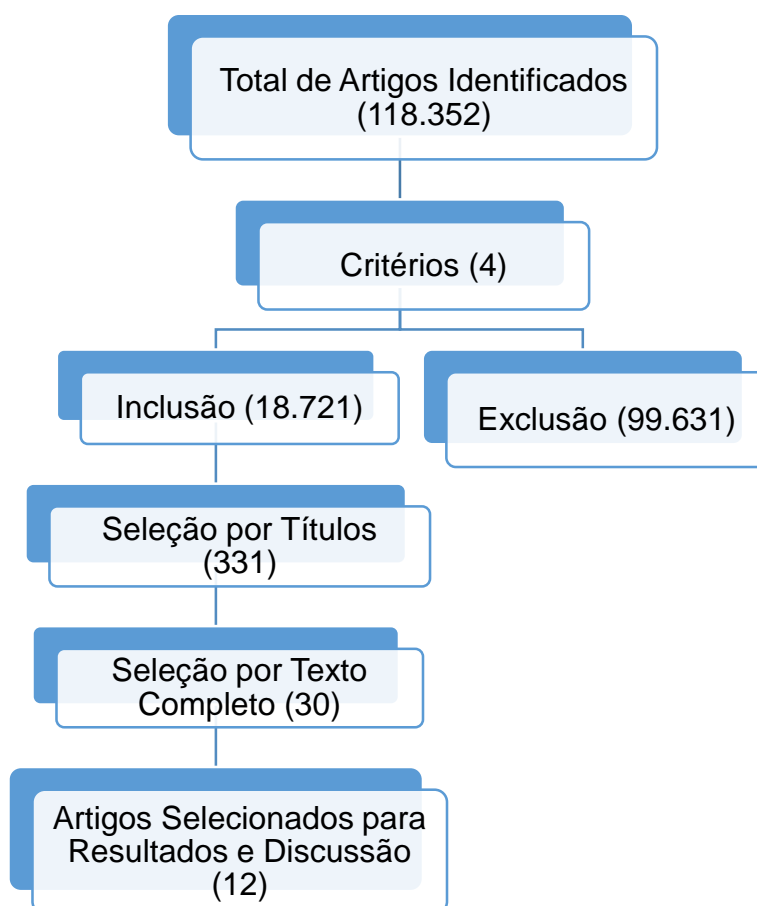 Total de Artigos Identificados
(118.352)
Critérios (4)
Inclusão (18.721)
Exclusão (99.631)
Seleção por Títulos
(331)
Seleção por Texto
Completo (30)
Artigos Selecionados para
Resultados e Discussão
(12)